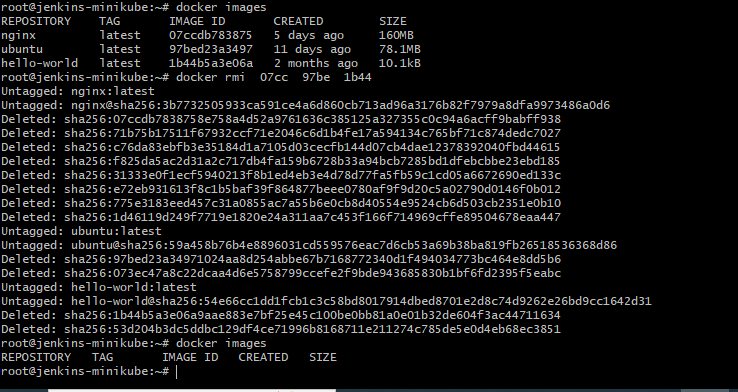 root@jenkins-minikube:~# docker images
REPOSITORY    TAG       IMAGE ID       CREATED        SIZE
nginx         latest    07ccdb783875   5 days ago     160MB
ubuntu        latest    97bed23a3497   11 days ago    78.1MB
hello-world   latest    1b44b5a3e06a   2 months ago   10.1kB
root@jenkins-minikube:~# docker rmi  07cc  97be  1b44
Untagged: nginx:latest
Untagged: nginx@sha256:3b7732505933ca591ce4a6d860cb713ad96a3176b82f7979a8dfa9973486a0d6
Deleted: sha256:07ccdb7838758e758a4d52a9761636c385125a327355c0c94a6acff9babff938
Deleted: sha256:71b75b17511f67932ccf71e2046c6d1b4fe17a594134c765bf71c874dedc7027
Deleted: sha256:c76da83ebfb3e35184d1a7105d03cecfb144d07cb4dae12378392040fbd44615
Deleted: sha256:f825da5ac2d31a2c717db4fa159b6728b33a94bcb7285bd1dfebcbbe23ebd185
Deleted: sha256:31333e0f1ecf5940213f8b1ed4eb3e4d78d77fa5fb59c1cd05a6672690ed133c
Deleted: sha256:e72eb931613f8c1b5baf39f864877beee0780af9f9d20c5a02790d0146f0b012
Deleted: sha256:775e3183eed457c31a0855ac7a55b6e0cb8d40554e9524cb6d503cb2351e0b10
Deleted: sha256:1d46119d249f7719e1820e24a311aa7c453f166f714969cffe89504678eaa447
Untagged: ubuntu:latest
Untagged: ubuntu@sha256:59a458b76b4e8896031cd559576eac7d6cb53a69b38ba819fb26518536368d86
Deleted: sha256:97bed23a34971024aa8d254abbe67b7168772340d1f494034773bc464e8dd5b6
Deleted: sha256:073ec47a8c22dcaa4d6e5758799ccefe2f9bde943685830b1bf6fd2395f5eabc
Untagged: hello-world:latest
Untagged: hello-world@sha256:54e66cc1dd1fcb1c3c58bd8017914dbed8701e2d8c74d9262e26bd9cc1642d31
Deleted: sha256:1b44b5a3e06a9aae883e7bf25e45c100be0bb81a0e01b32de604f3ac44711634
Deleted: sha256:53d204b3dc5ddbc129df4ce71996b8168711e211274c785de5e0d4eb68ec3851
root@jenkins-minikube:~# docker images
REPOSITORY   TAG       IMAGE ID   CREATED   SIZE
root@jenkins-minikube:~#